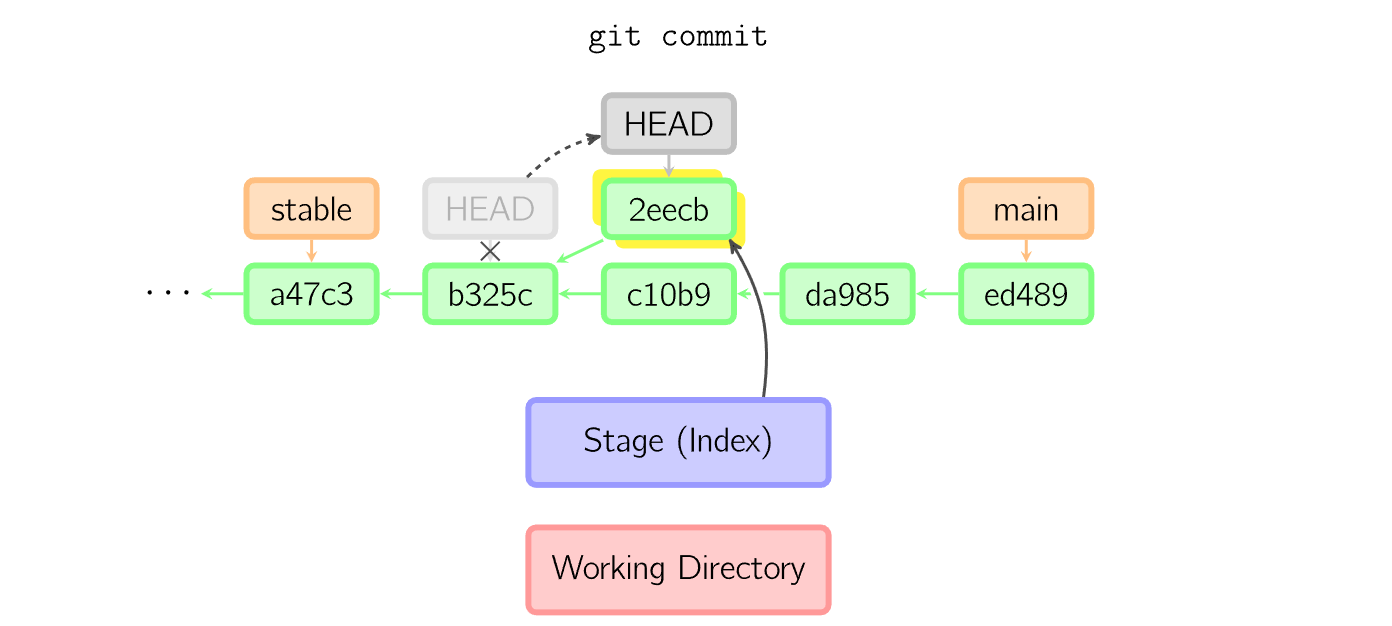 git commit
HEAD
stable HEAD 2eecb main
... a47c3 b325c c10b9 da985 ed489
Stage (Index)
Working Directory